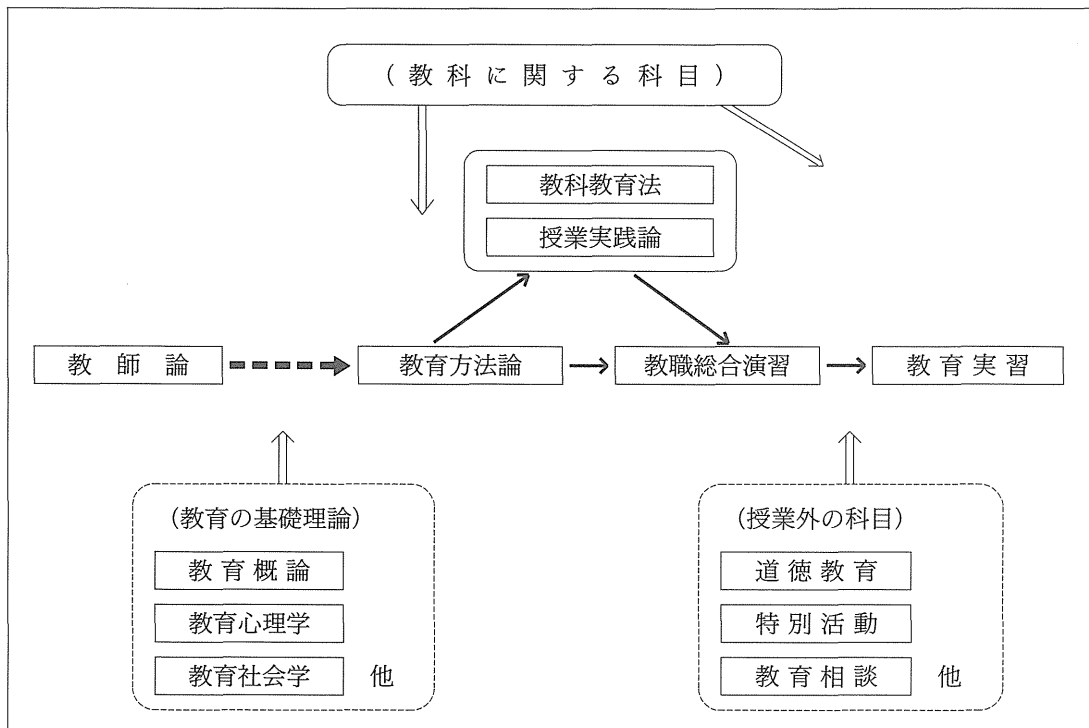 (教科に関する科目)
教科教育法
授業実践論
教師論
教育方法論
教職総合演習
教育実習
(教育の基礎理論)
教育概論
教育心理学
教育社会学 他
(授業外の科目)
道徳教育
特別活動
教育相談 他